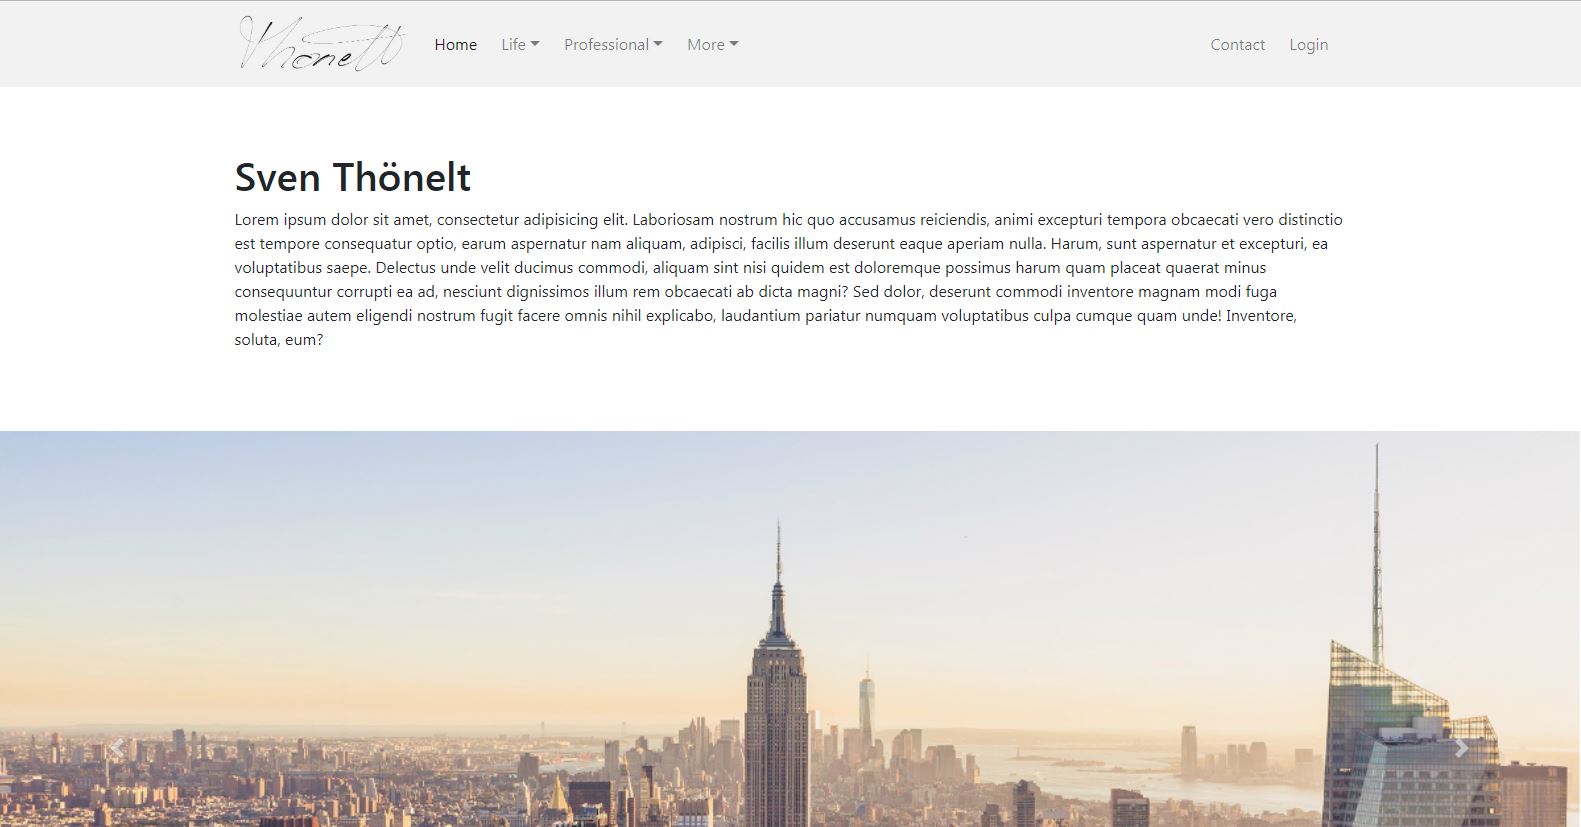 Thönelt Home Life Professional More Contact Login
Sven Thönelt
Lorem ipsum dolor sit amet, consectetur adipisicing elit. Laboriosam nostrum hic quo accusamus reiciendis, animi excepturi tempora obcaecati vero distinctio
est tempore consequatur optio, earum aspernatur nam aliquam, adipisci, facilis illum deserunt eaque aperiam nulla. Harum, sunt aspernatur et excepturi, ea
voluptatibus saepe. Delectus unde velit ducimus commodi, aliquam sint nisi quidem est doloremque possimus harum quam placeat quaerat minus
consequuntur corrupti ea ad, nesciunt dignissimos illum rem obcaecati ab dicta magni? Sed dolor, deserunt commodi inventore magnam modi fuga
molestiae autem eligendi nostrum fugit facere omnis nihil explicabo, laudantium pariatur numquam voluptatibus culpa cumque quam unde! Inventore,
soluta, eum?